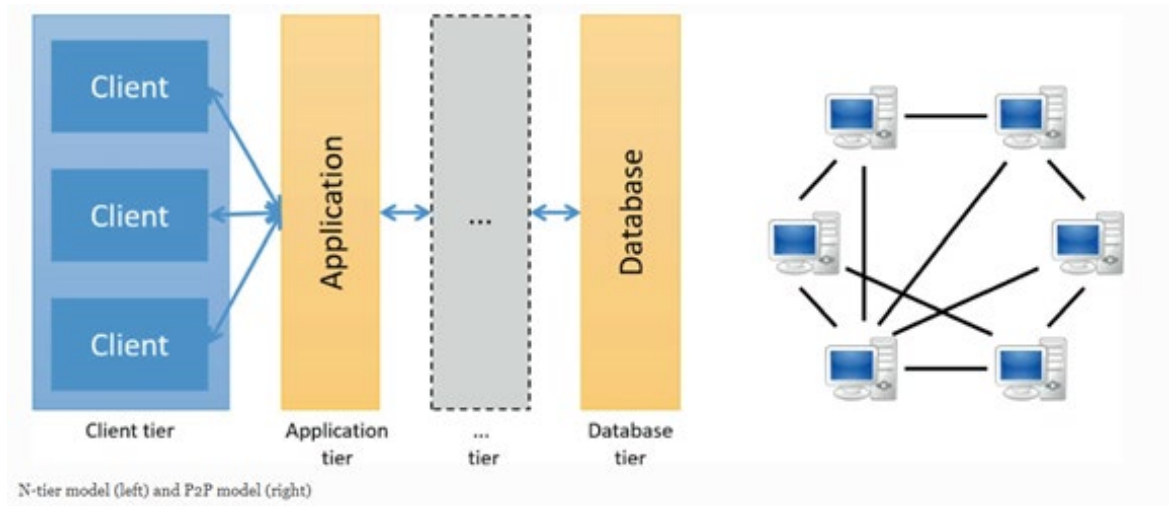 Client
Client
Client
Application
...
Database
Client tier
Application
tier
...
tier
Database
tier
N-tier model (left) and P2P model (right)